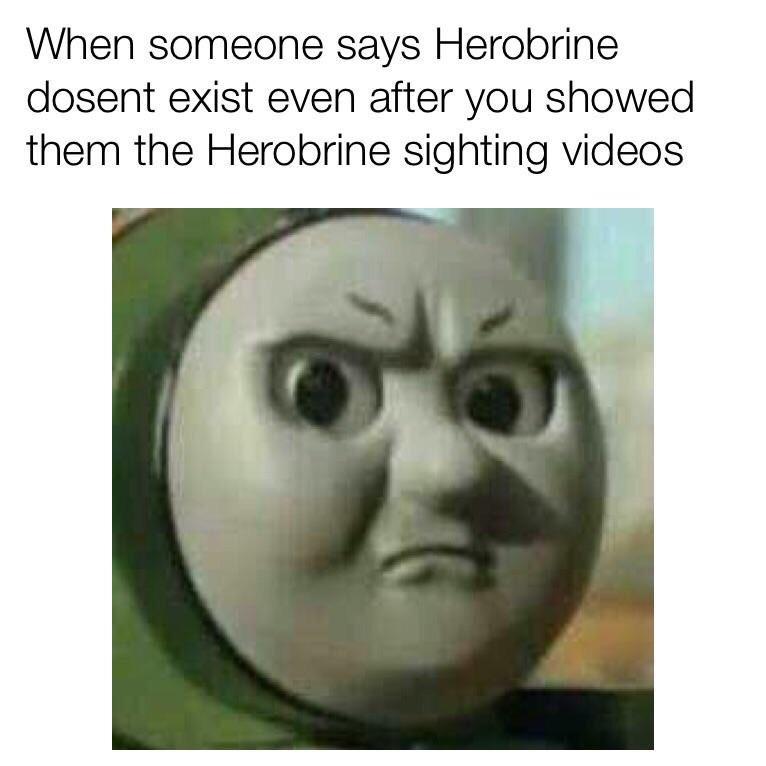 When someone says Herobrine
dosent exist even after you showed
them the Herobrine sighting videos